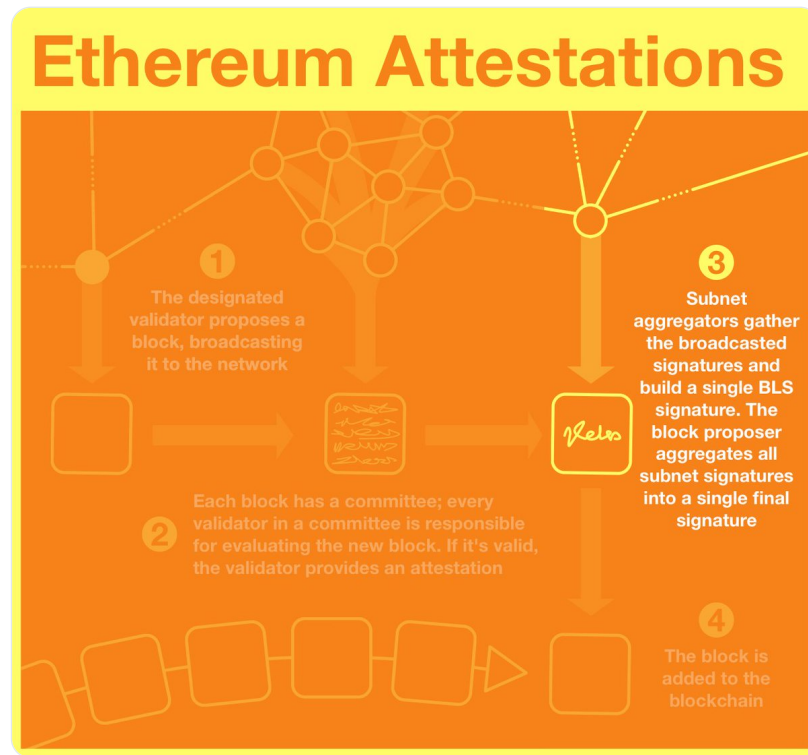 Ethereum Attestations
1
The designated
validator proposes a
block, broadcasting
it to the network
2
Each block has a committee; every
validator in a committee is responsible
for evaluating the new block. If it's valid,
the validator provides an attestation
3
Subnet
aggregators gather
the broadcasted
signatures and
build a single BLS
signature. The
block proposer
aggregates all
subnet signatures
into a single final
signature
4
The block is
added to the
blockchain